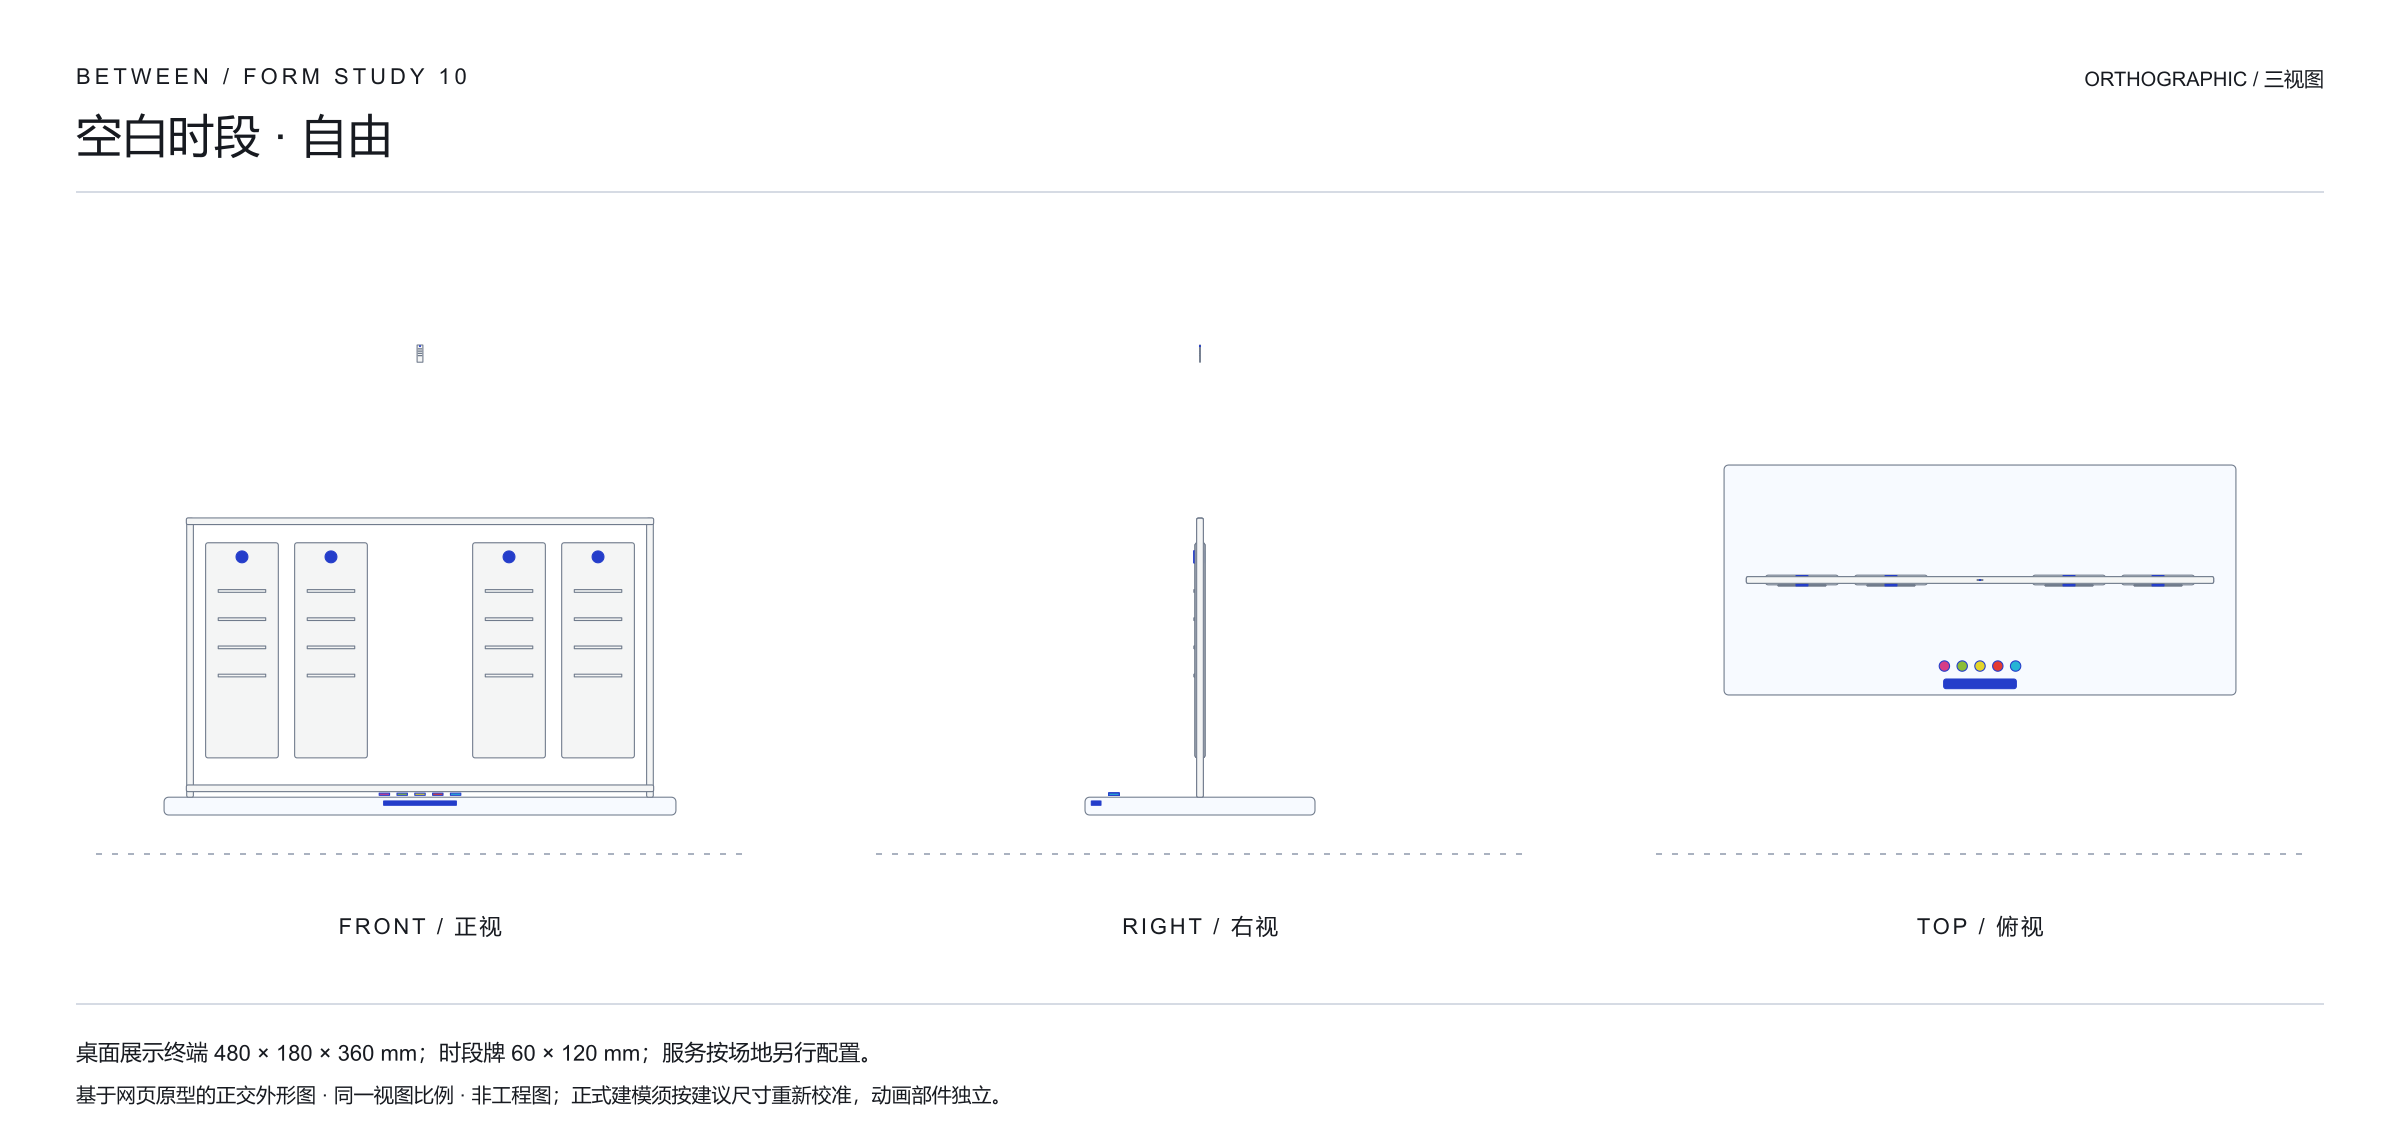 BETWEEN / FORM STUDY 10
ORTHOGRAPHIC / 三视图
空白时段 · 自由
FRONT / 正视
RIGHT / 右视
TOP / 俯视
桌面展示终端 480 × 180 × 360 mm；时段牌 60 × 120 mm；服务按场地另行配置。
基于网页原型的正交外形图 · 同一视图比例 · 非工程图；正式建模须按建议尺寸重新校准，动画部件独立。